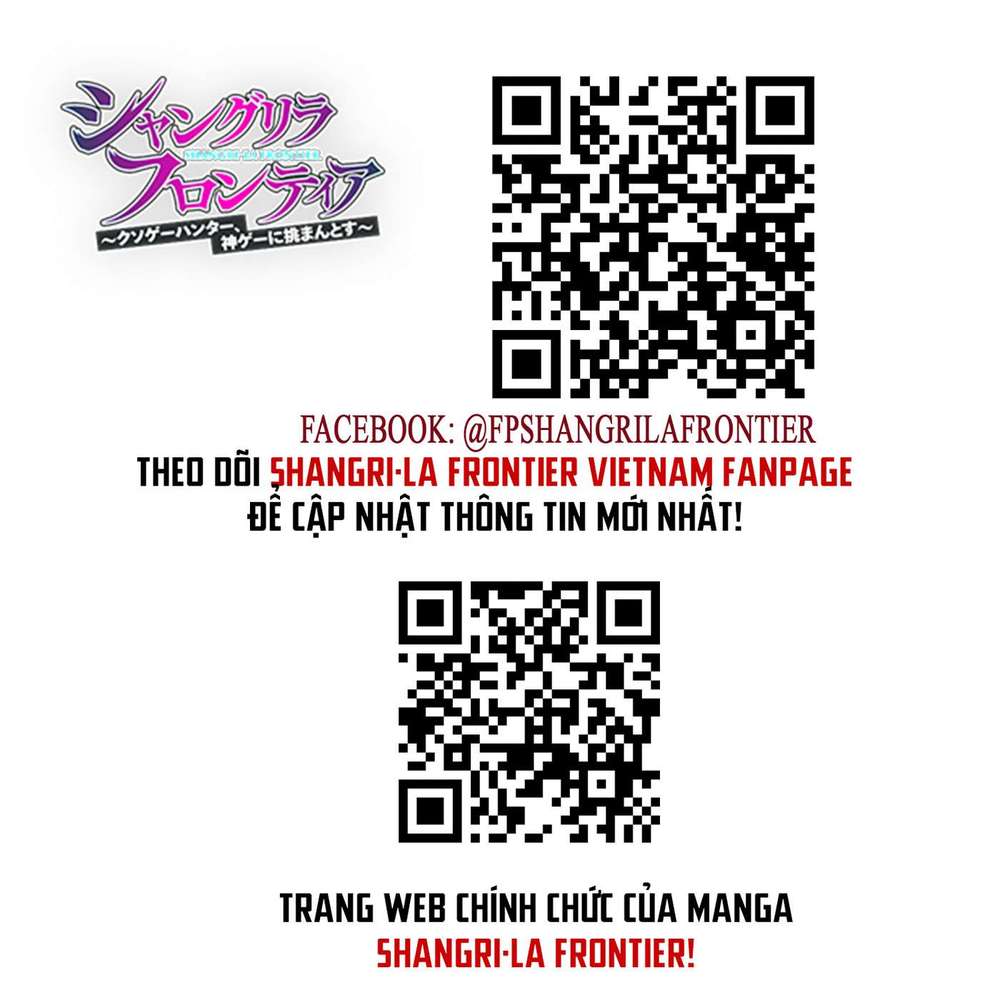 シャングリラ
SHANGRI-LA FRONTIER
フロンティア
〜クソゲーハンター、
神ゲーに挑まんとす〜
FACEBOOK: @FPSHANGRILAFRONTIER
THEO DÕI SHANGRI-LA FRONTIER VIETNAM FANPAGE
ĐỂ CẬP NHẬT THÔNG TIN MỚI NHẤT!
TRANG WEB CHÍNH CHỨC CỦA MANGA
SHANGRI-LA FRONTIER!